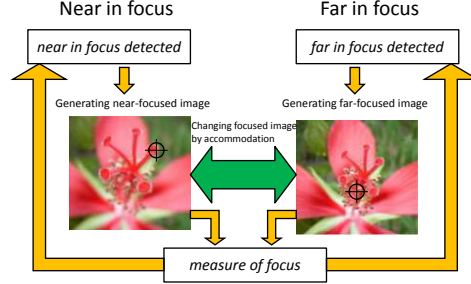 Near in focus
Far in focus
near in focus detected
far in focus detected
Generating near-focused image
Generating far-focused image
Changing focused image
by accommodation
measure of focus